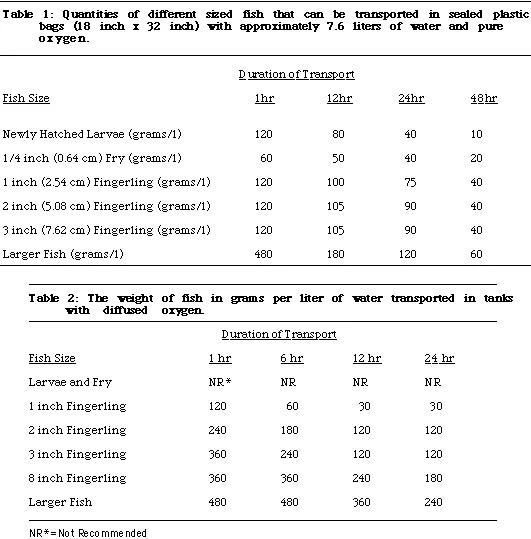 Table 1: Quantities of different sized fish that can be transported in sealed plastic
bags (18 inch x 32 inch) with approximately 7.6 liters of water and pure
oxygen.
Duration of Transport
Fish Size 1hr 12hr 24hr 48hr
Newly Hatched Larvae (grams/1) 120 80 40 10
1/4 inch (0.64 cm) Fry (grams/1) 60 50 40 20
1 inch (2.54 cm) Fingerling (grams/1) 120 100 75 40
2 inch (5.08 cm) Fingerling (grams/1) 120 105 90 40
3 inch (7.62 cm) Fingerling (grams/1) 120 105 90 40
Larger Fish (grams/1) 480 180 120 60
Table 2: The weight of fish in grams per liter of water transported in tanks
with diffused oxygen.
Duration of Transport
Fish Size 1 hr 6 hr 12 hr 24 hr
Larvae and Fry NR* NR NR NR
1 inch Fingerling 120 60 30 30
2 inch Fingerling 240 180 120 120
3 inch Fingerling 360 240 120 120
8 inch Fingerling 360 360 240 180
Larger Fish 480 480 360 240
NR*=Not Recommended